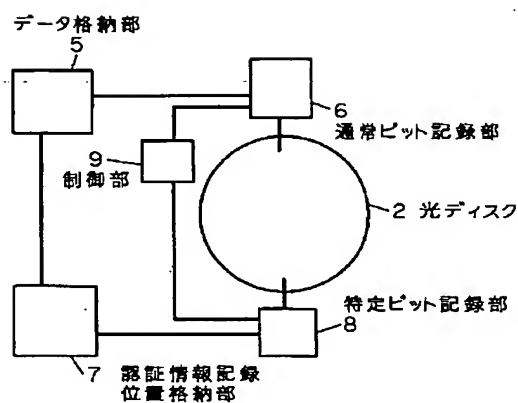 データ格納部
5
6
通常ピット記録部
9
制御部
2 光ディスク
特定ピット記録部
8
7 認証情報記録
位置格納部